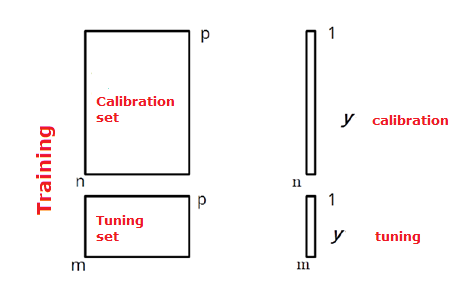 p
1
Calibration
set
y calibration
n
n
Training
p
1
Tuning
set
y tuning
m
m